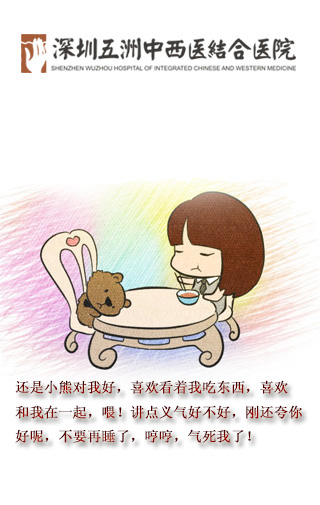 深圳五洲中西医结合医院
SHENZHEN WUZHOU HOSPITAL OF INTEGRATED CHINESE AND WESTERN MEDICINE
还是小熊对我好，喜欢看着我吃东西，喜欢
和我在一起，喂！讲点义气好不好，刚还夸你
好呢，不要再睡了，哼哼，气死我了！